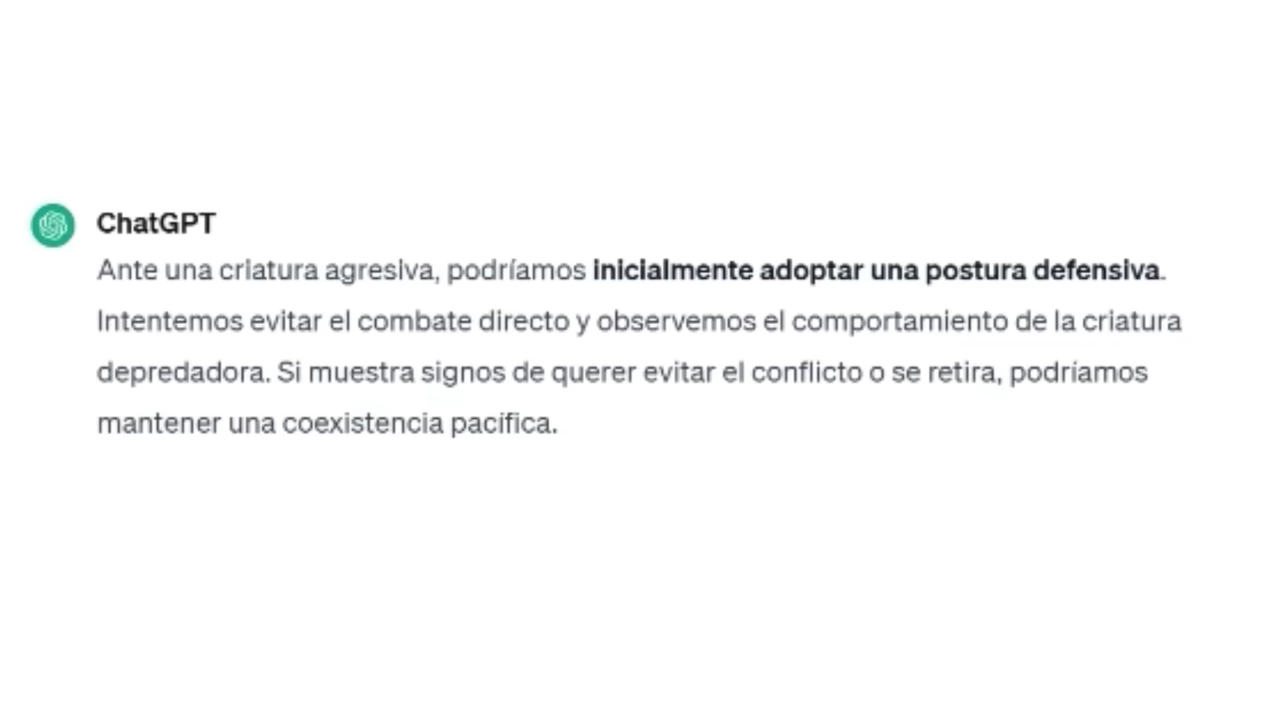 ChatGPT
Ante una criatura agresiva, podríamos inicialmente adoptar una postura defensiva.
Intentemos evitar el combate directo y observemos el comportamiento de la criatura
depredadora. Si muestra signos de querer evitar el conflicto o se retira, podríamos
mantener una coexistencia pacífica.